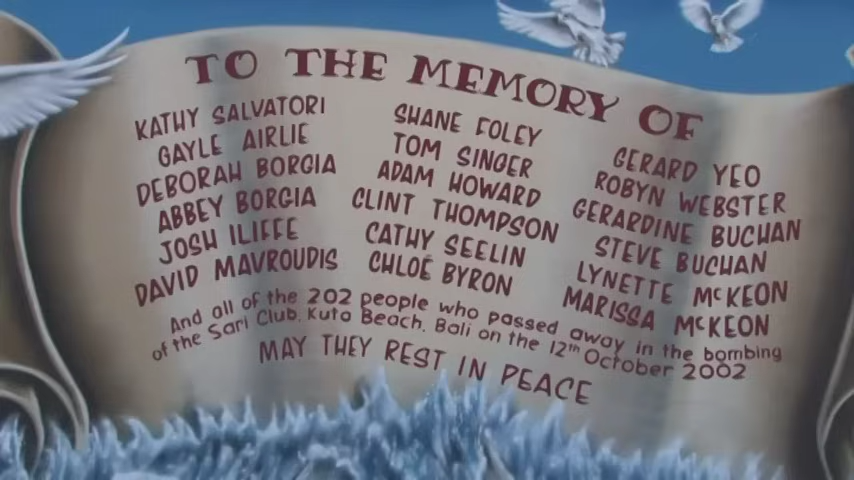 TO THE MEMORY OF
KATHY SALVATORI
GAYLE AIRLIE
DEBORAH BORGIA
ABBEY BORGIA
JOSH ILIFFE
DAVID MAVROUDIS
SHANE FOLEY
TOM SINGER
ADAM HOWARD
CLINT THOMPSON
CATHY SEELIN
CHLOÉ BYRON
GERARD YEO
ROBYN WEBSTER
GERARDINE BUCHAN
STEVE BUCHAN
LYNETTE McKEON
MARISSA McKEON
And all of the 202 people who passed away in the bombing
of the Sari Club, Kuta Beach, Bali on the 12th October 2002
MAY THEY REST IN PEACE